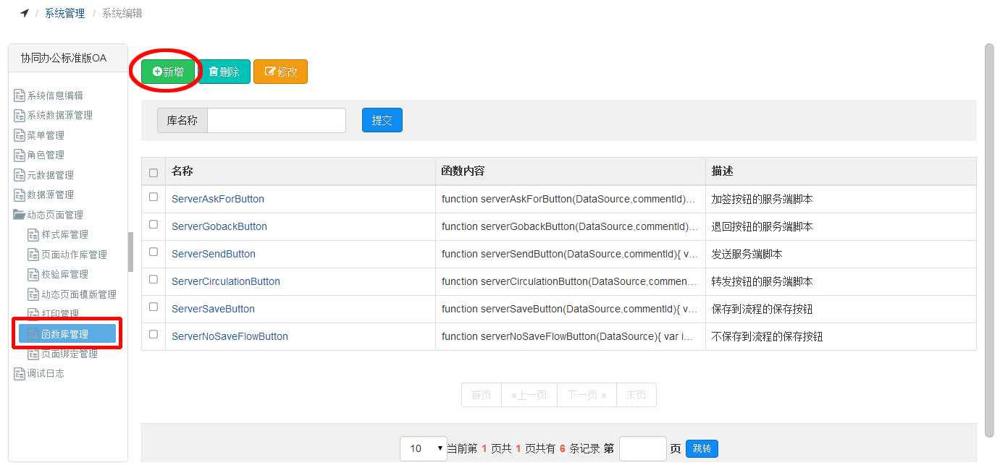 / 系统管理 / 系统编辑
协同办公标准版OA
系统信息编辑
系统数据源管理
菜单管理
角色管理
元数据管理
数据源管理
动态页面管理
样式库管理
页面动作库管理
校验库管理
动态页面模版管理
打印管理
函数库管理
页面绑定管理
调试日志
新增 删除 修改
库名称 提交
名称 函数内容 描述
ServerAskForButton function serverAskForButton(DataSource,commentId)... 加签按钮的服务端脚本
ServerGobackButton function serverGobackButton(DataSource,commentId)... 退回按钮的服务端脚本
ServerSendButton function serverSendButton(DataSource,commentId){ v... 发送服务端脚本
ServerCirculationButton function serverCirculationButton(DataSource,commen... 转发按钮的服务端脚本
ServerSaveButton function serverSaveButton(DataSource,commentId){ v... 保存到流程的保存按钮
ServerNoSaveFlowButton function serverNoSaveFlowButton(DataSource){ var i... 不保存到流程的保存按钮
首页 «上一页 下一页 » 末页
10 当前第 1 页共 1 页共有 6 条记录 第 页 跳转